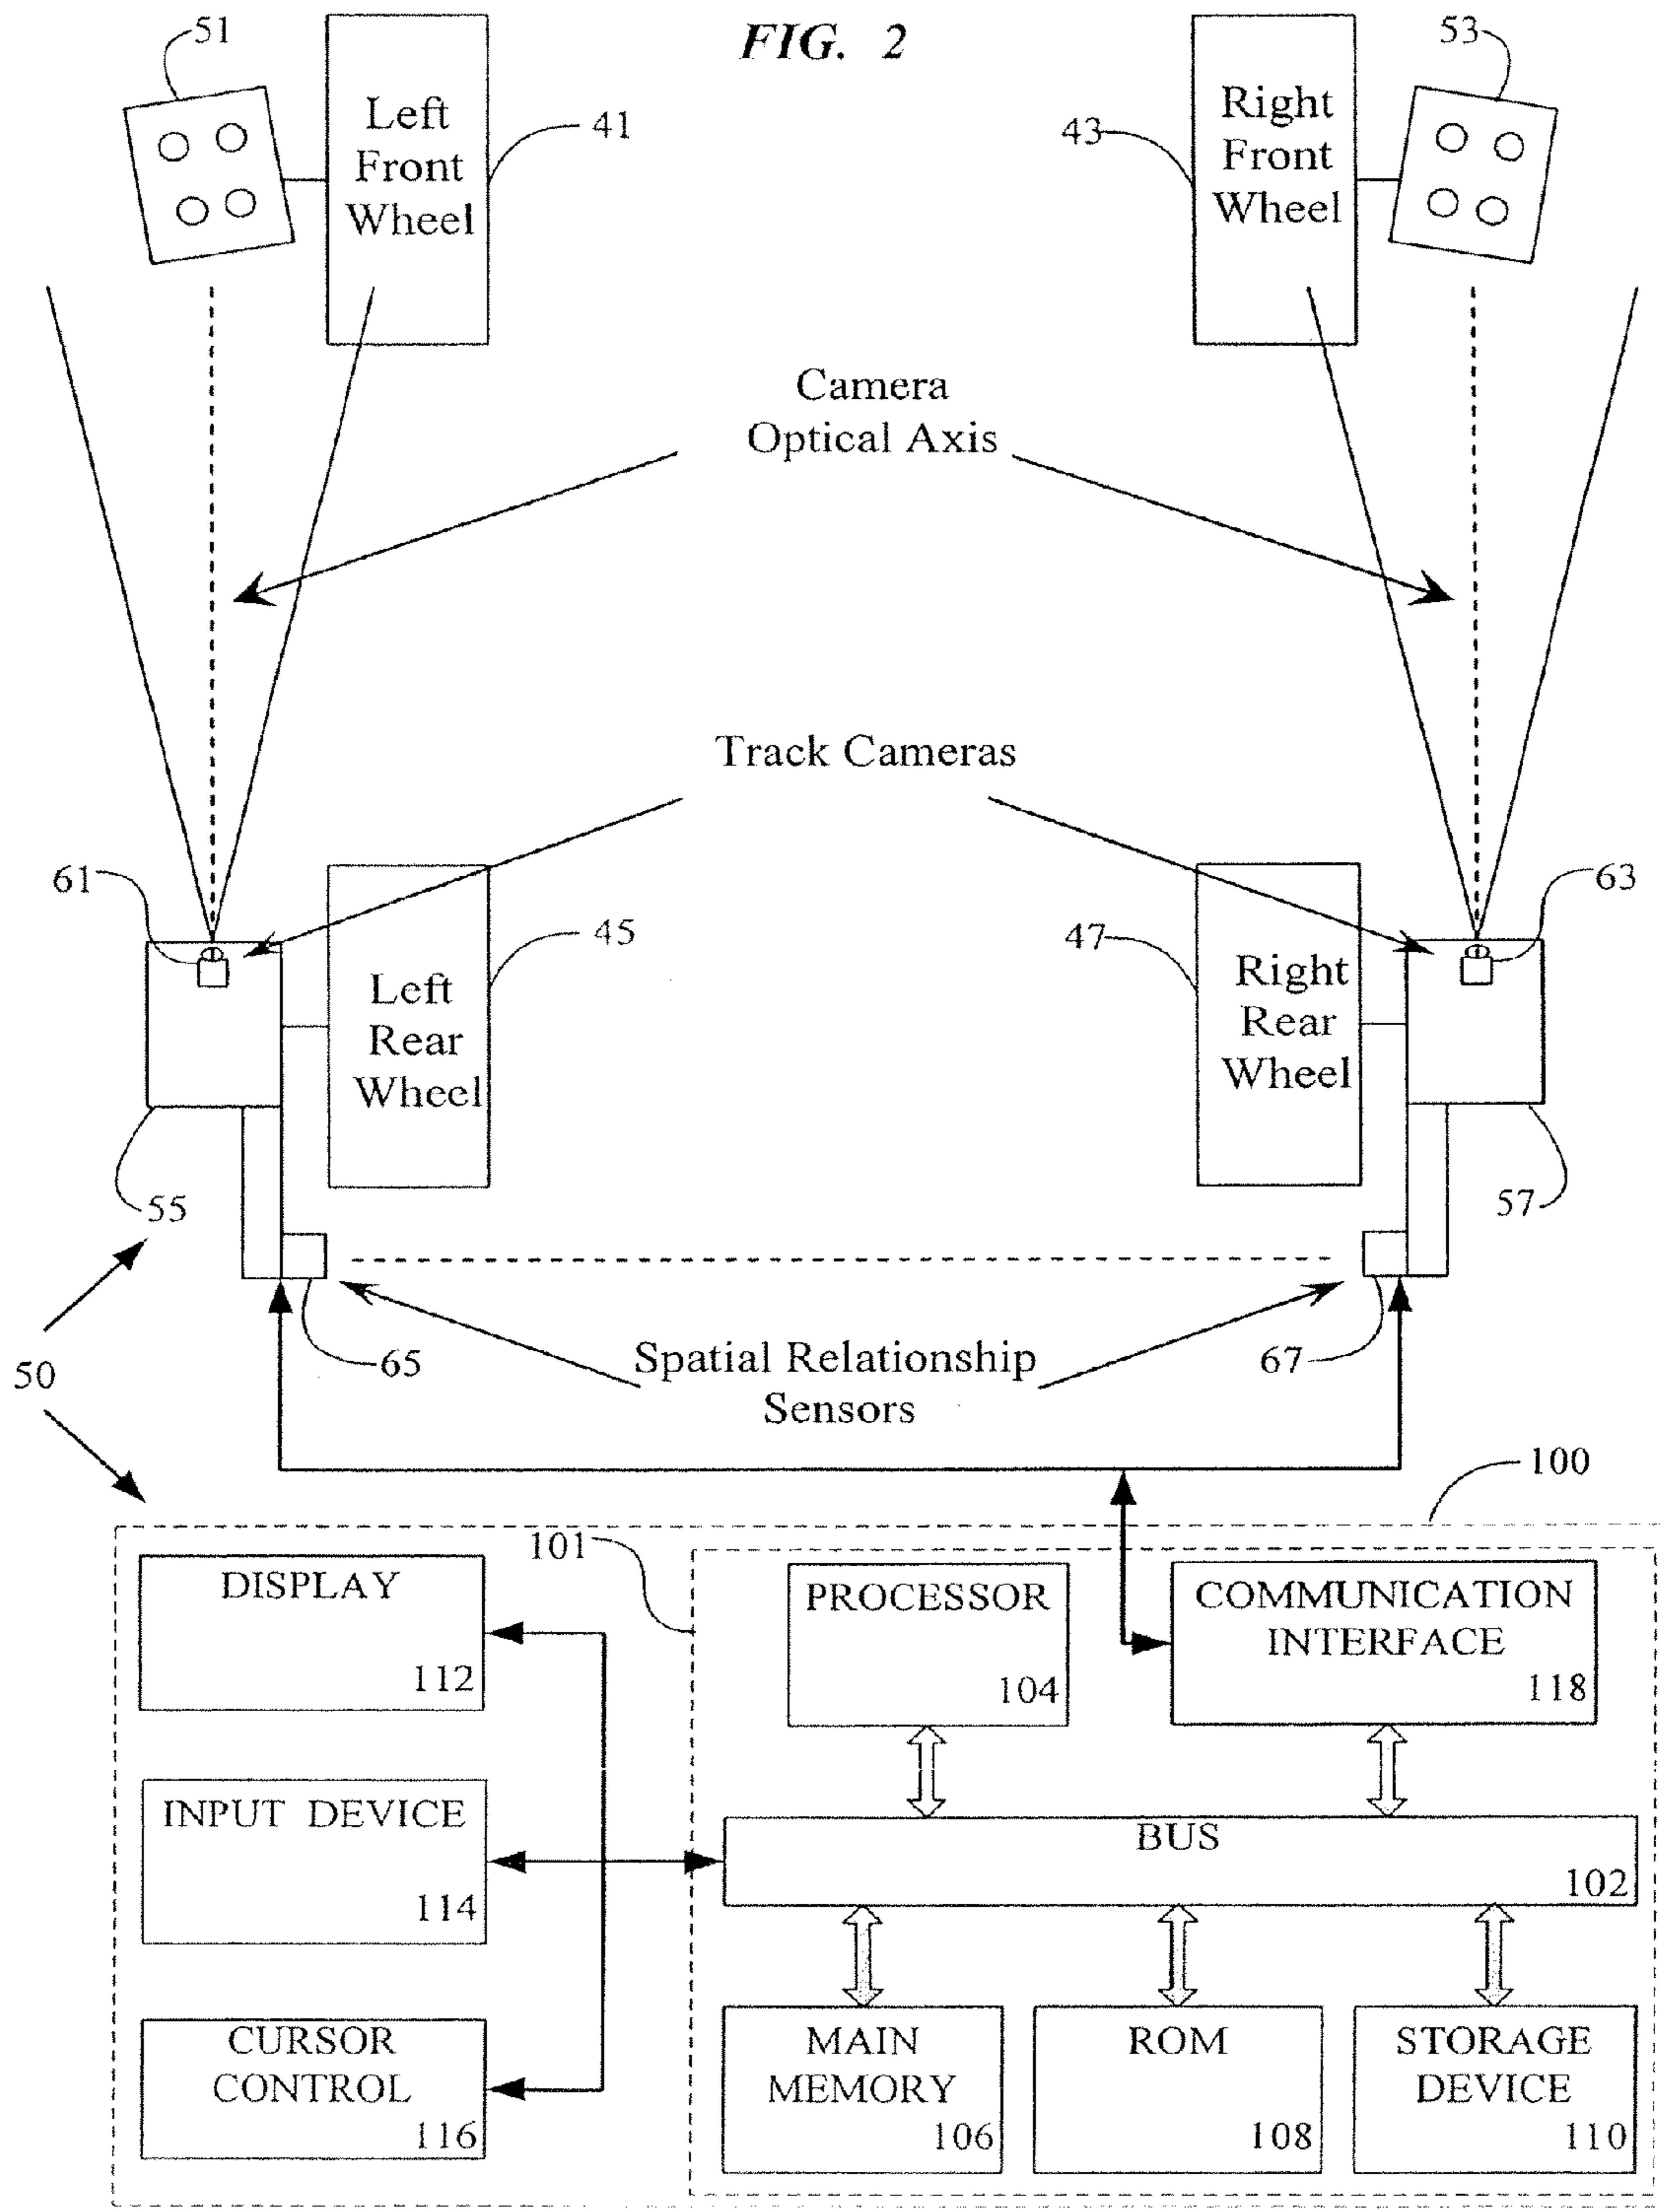 FIG. 2
51
53
Left
Front
Wheel
41
43
Right
Front
Wheel
Camera
Optical Axis
Track Cameras
61
63
45
47
Left
Rear
Wheel
Right
Rear
Wheel
55
57
50
65
Spatial Relationship
Sensors
67
100
101
DISPLAY
112
PROCESSOR
104
COMMUNICATION
INTERFACE
118
INPUT DEVICE
114
BUS
102
CURSOR
CONTROL
116
MAIN
MEMORY
106
ROM
108
STORAGE
DEVICE
110